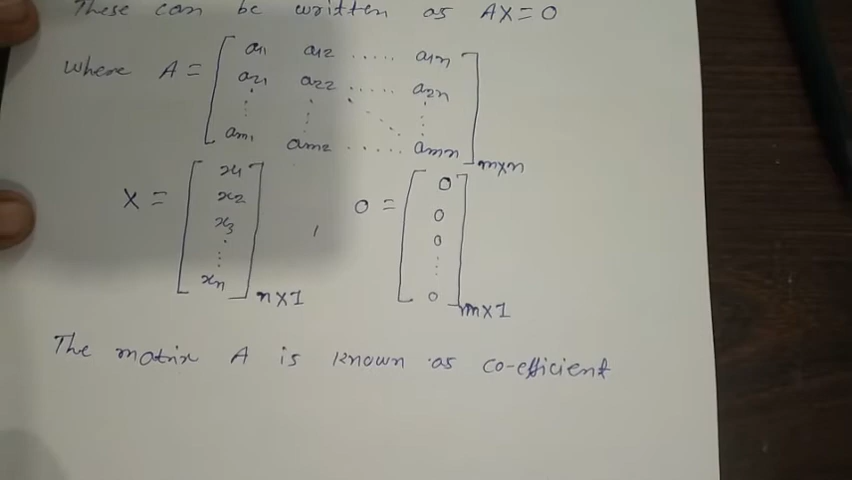 These can be written as AX=0
where A = [ a11 a12 ..... a1n
a21 a22 ..... a2n
⋮ ⋮ ⋱ ⋮
am1 am2 ..... amn ] m×n
X = [ x1
x2
x3
⋮
xn ] n×1
, 0 = [ 0
0
0
⋮
0 ] m×1
The matrix A is known as co-efficient